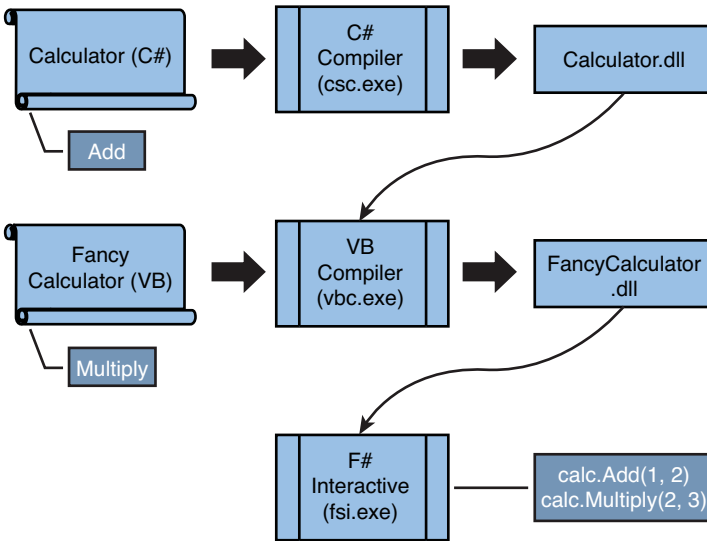 Calculator (C#)
C#
Compiler
(csc.exe)
Calculator.dll
Add
Fancy
Calculator (VB)
VB
Compiler
(vbc.exe)
FancyCalculator
.dll
Multiply
F#
Interactive
(fsi.exe)
calc.Add(1, 2)
calc.Multiply(2, 3)